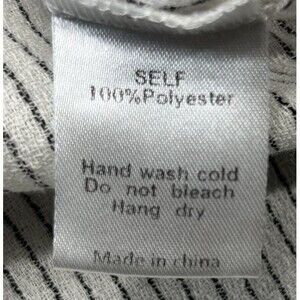 SELF
100%Polyester
Hand wash cold
Do not bleach
Hang dry
Made in china